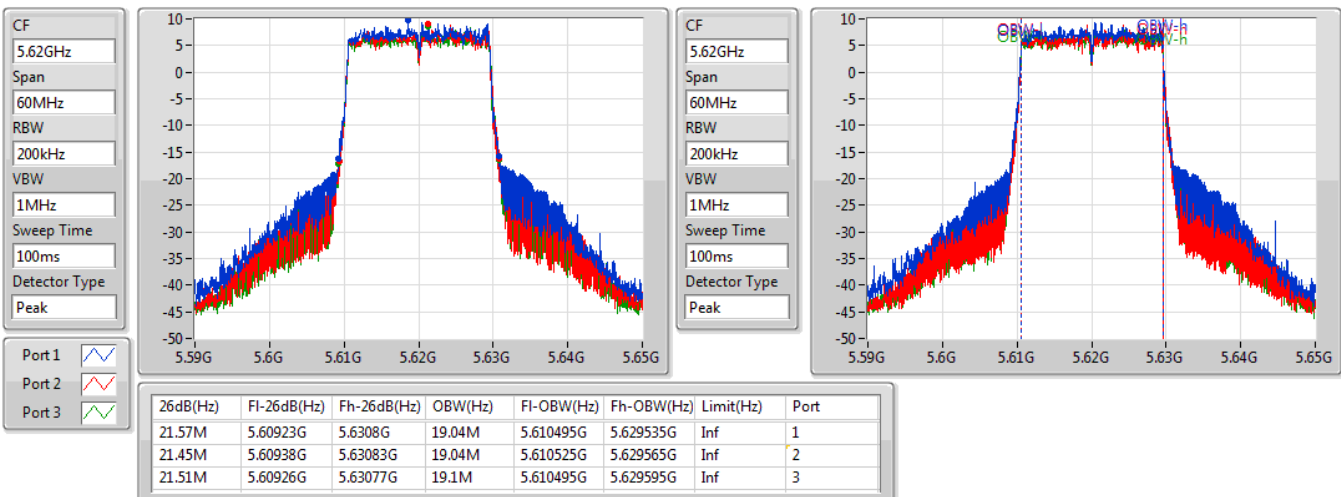 CF
5.62GHz
Span
60MHz
RBW
200kHz
VBW
1MHz
Sweep Time
100ms
Detector Type
Peak
Port 1
Port 2
Port 3
10
5
0
-5
-10
-15
-20
-25
-30
-35
-40
-45
-50
5.59G 5.6G 5.61G 5.62G 5.63G 5.64G 5.65G
CF
5.62GHz
Span
60MHz
RBW
200kHz
VBW
1MHz
Sweep Time
100ms
Detector Type
Peak
10
5
0
-5
-10
-15
-20
-25
-30
-35
-40
-45
-50
OBW-h
OBW-h
5.59G 5.6G 5.61G 5.62G 5.63G 5.64G 5.65G
26dB(Hz) Fl-26dB(Hz) Fh-26dB(Hz) OBW(Hz) Fl-OBW(Hz) Fh-OBW(Hz) Limit(Hz) Port
21.57M 5.60923G 5.6308G 19.04M 5.610495G 5.629535G Inf 1
21.45M 5.60938G 5.63083G 19.04M 5.610525G 5.629565G Inf 2
21.51M 5.60926G 5.63077G 19.1M 5.610495G 5.629595G Inf 3